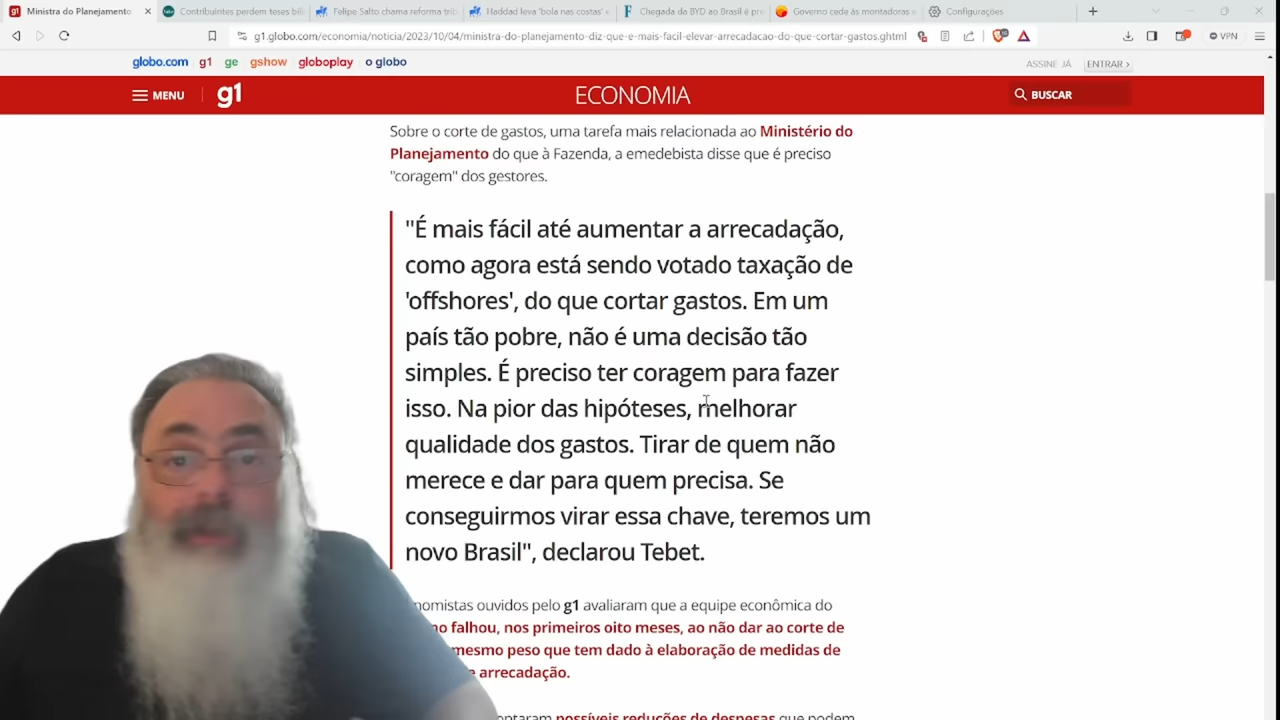 Ministra do Planejamento
Contribuintes perdem teses bili
Felipe Salto chama reforma trib
Haddad leva 'bola nas costas' e
Chegada da BYD ao Brasil é pre
Governo cede às montadoras e
Configurações
g1.globo.com/economia/noticia/2023/10/04/ministra-do-planejamento-diz-que-e-mais-facil-elevar-arrecadacao-do-que-cortar-gastos.ghtml
VPN
globo.com g1 ge gshow globoplay o globo
ASSINE JÁ ENTRAR ›
MENU g1 ECONOMIA BUSCAR
Sobre o corte de gastos, uma tarefa mais relacionada ao Ministério do
Planejamento do que à Fazenda, a emedebista disse que é preciso
"coragem" dos gestores.
"É mais fácil até aumentar a arrecadação,
como agora está sendo votado taxação de
'offshores', do que cortar gastos. Em um
país tão pobre, não é uma decisão tão
simples. É preciso ter coragem para fazer
isso. Na pior das hipóteses, melhorar
qualidade dos gastos. Tirar de quem não
merece e dar para quem precisa. Se
conseguirmos virar essa chave, teremos um
novo Brasil", declarou Tebet.
nomistas ouvidos pelo g1 avaliaram que a equipe econômica do
no falhou, nos primeiros oito meses, ao não dar ao corte de
mesmo peso que tem dado à elaboração de medidas de
e arrecadação.
ontaram possíveis reduções de despesas que podem